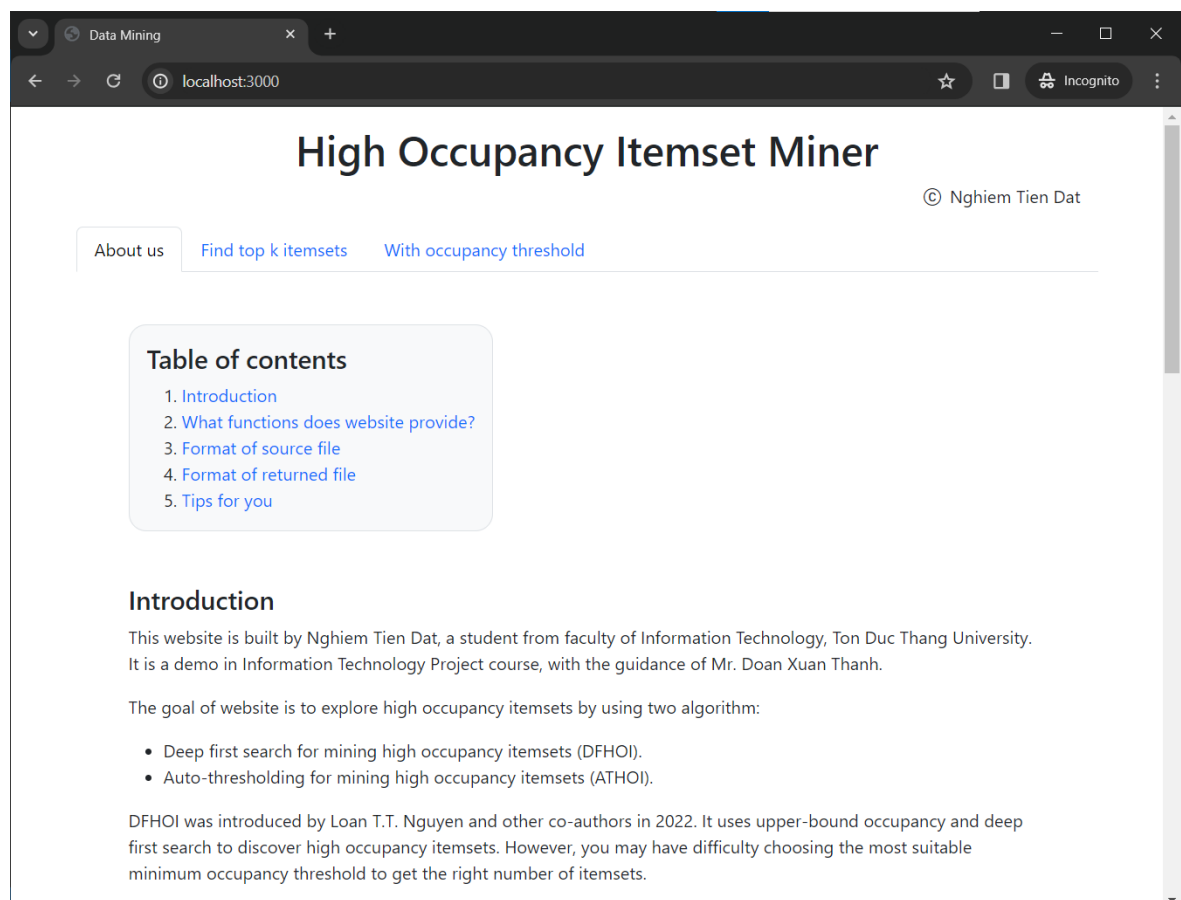 Data Mining
localhost:3000
Incognito
High Occupancy Itemset Miner
© Nghiem Tien Dat
About us
Find top k itemsets
With occupancy threshold
Table of contents
1. Introduction
2. What functions does website provide?
3. Format of source file
4. Format of returned file
5. Tips for you
Introduction
This website is built by Nghiem Tien Dat, a student from faculty of Information Technology, Ton Duc Thang University.
It is a demo in Information Technology Project course, with the guidance of Mr. Doan Xuan Thanh.
The goal of website is to explore high occupancy itemsets by using two algorithm:
• Deep first search for mining high occupancy itemsets (DFHOI).
• Auto-thresholding for mining high occupancy itemsets (ATHOI).
DFHOI was introduced by Loan T.T. Nguyen and other co-authors in 2022. It uses upper-bound occupancy and deep
first search to discover high occupancy itemsets. However, you may have difficulty choosing the most suitable
minimum occupancy threshold to get the right number of itemsets.